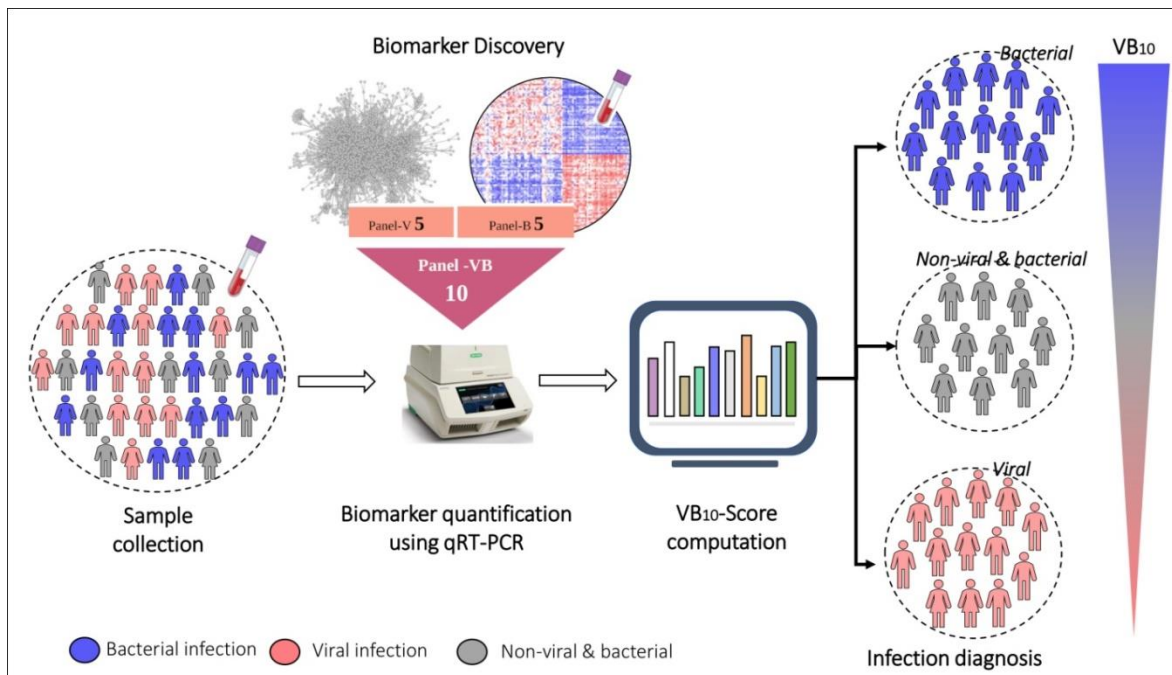 Biomarker Discovery
Bacterial
VB10
Panel-V 5
Panel-B 5
Panel -VB
10
Non-viral & bacterial
Viral
Sample
collection
Biomarker quantification
using qRT-PCR
VB10-Score
computation
Bacterial infection
Viral infection
Non-viral & bacterial
Infection diagnosis